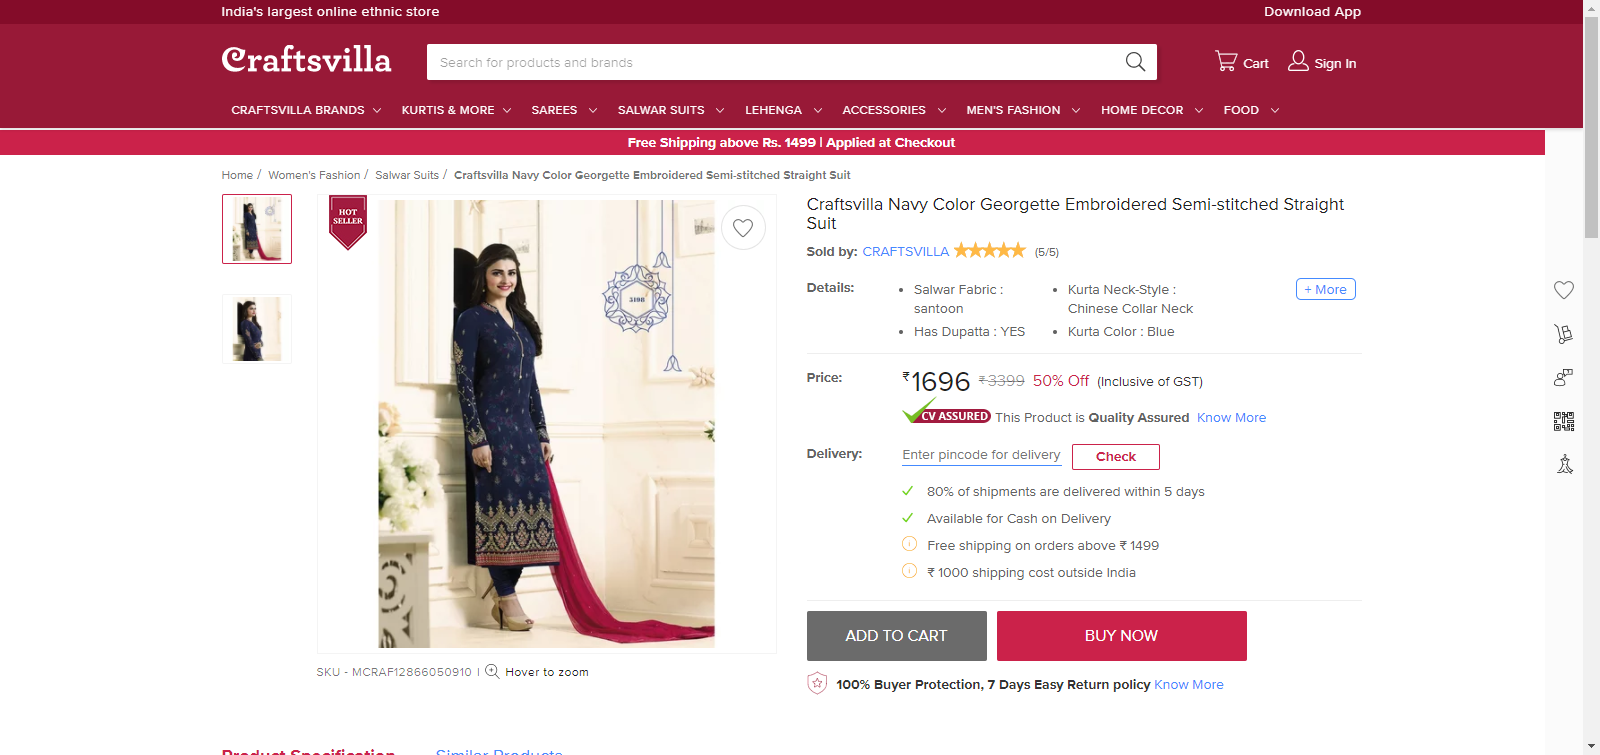 India's largest online ethnic store
Download App
Craftsvilla
Search for products and brands
Cart
Sign In
CRAFTSVILLA BRANDS
KURTIS & MORE
SAREES
SALWAR SUITS
LEHENGA
ACCESSORIES
MEN'S FASHION
HOME DECOR
FOOD
Free Shipping above Rs. 1499 | Applied at Checkout
Home / Women's Fashion / Salwar Suits / Craftsvilla Navy Color Georgette Embroidered Semi-stitched Straight Suit
HOT
SELLER
5198
SKU - MCRAF12866050910 | Hover to zoom
Craftsvilla Navy Color Georgette Embroidered Semi-stitched Straight
Suit
Sold by: CRAFTSVILLA (5/5)
Details:
Salwar Fabric :
santoon
Has Dupatta : YES
Kurta Neck-Style :
Chinese Collar Neck
Kurta Color : Blue
+ More
Price:
₹1696 ₹3399 50% Off (Inclusive of GST)
CV ASSURED This Product is Quality Assured Know More
Delivery:
Enter pincode for delivery
Check
80% of shipments are delivered within 5 days
Available for Cash on Delivery
Free shipping on orders above ₹ 1499
₹ 1000 shipping cost outside India
ADD TO CART
BUY NOW
100% Buyer Protection, 7 Days Easy Return policy Know More
Product Specification
Similar Products